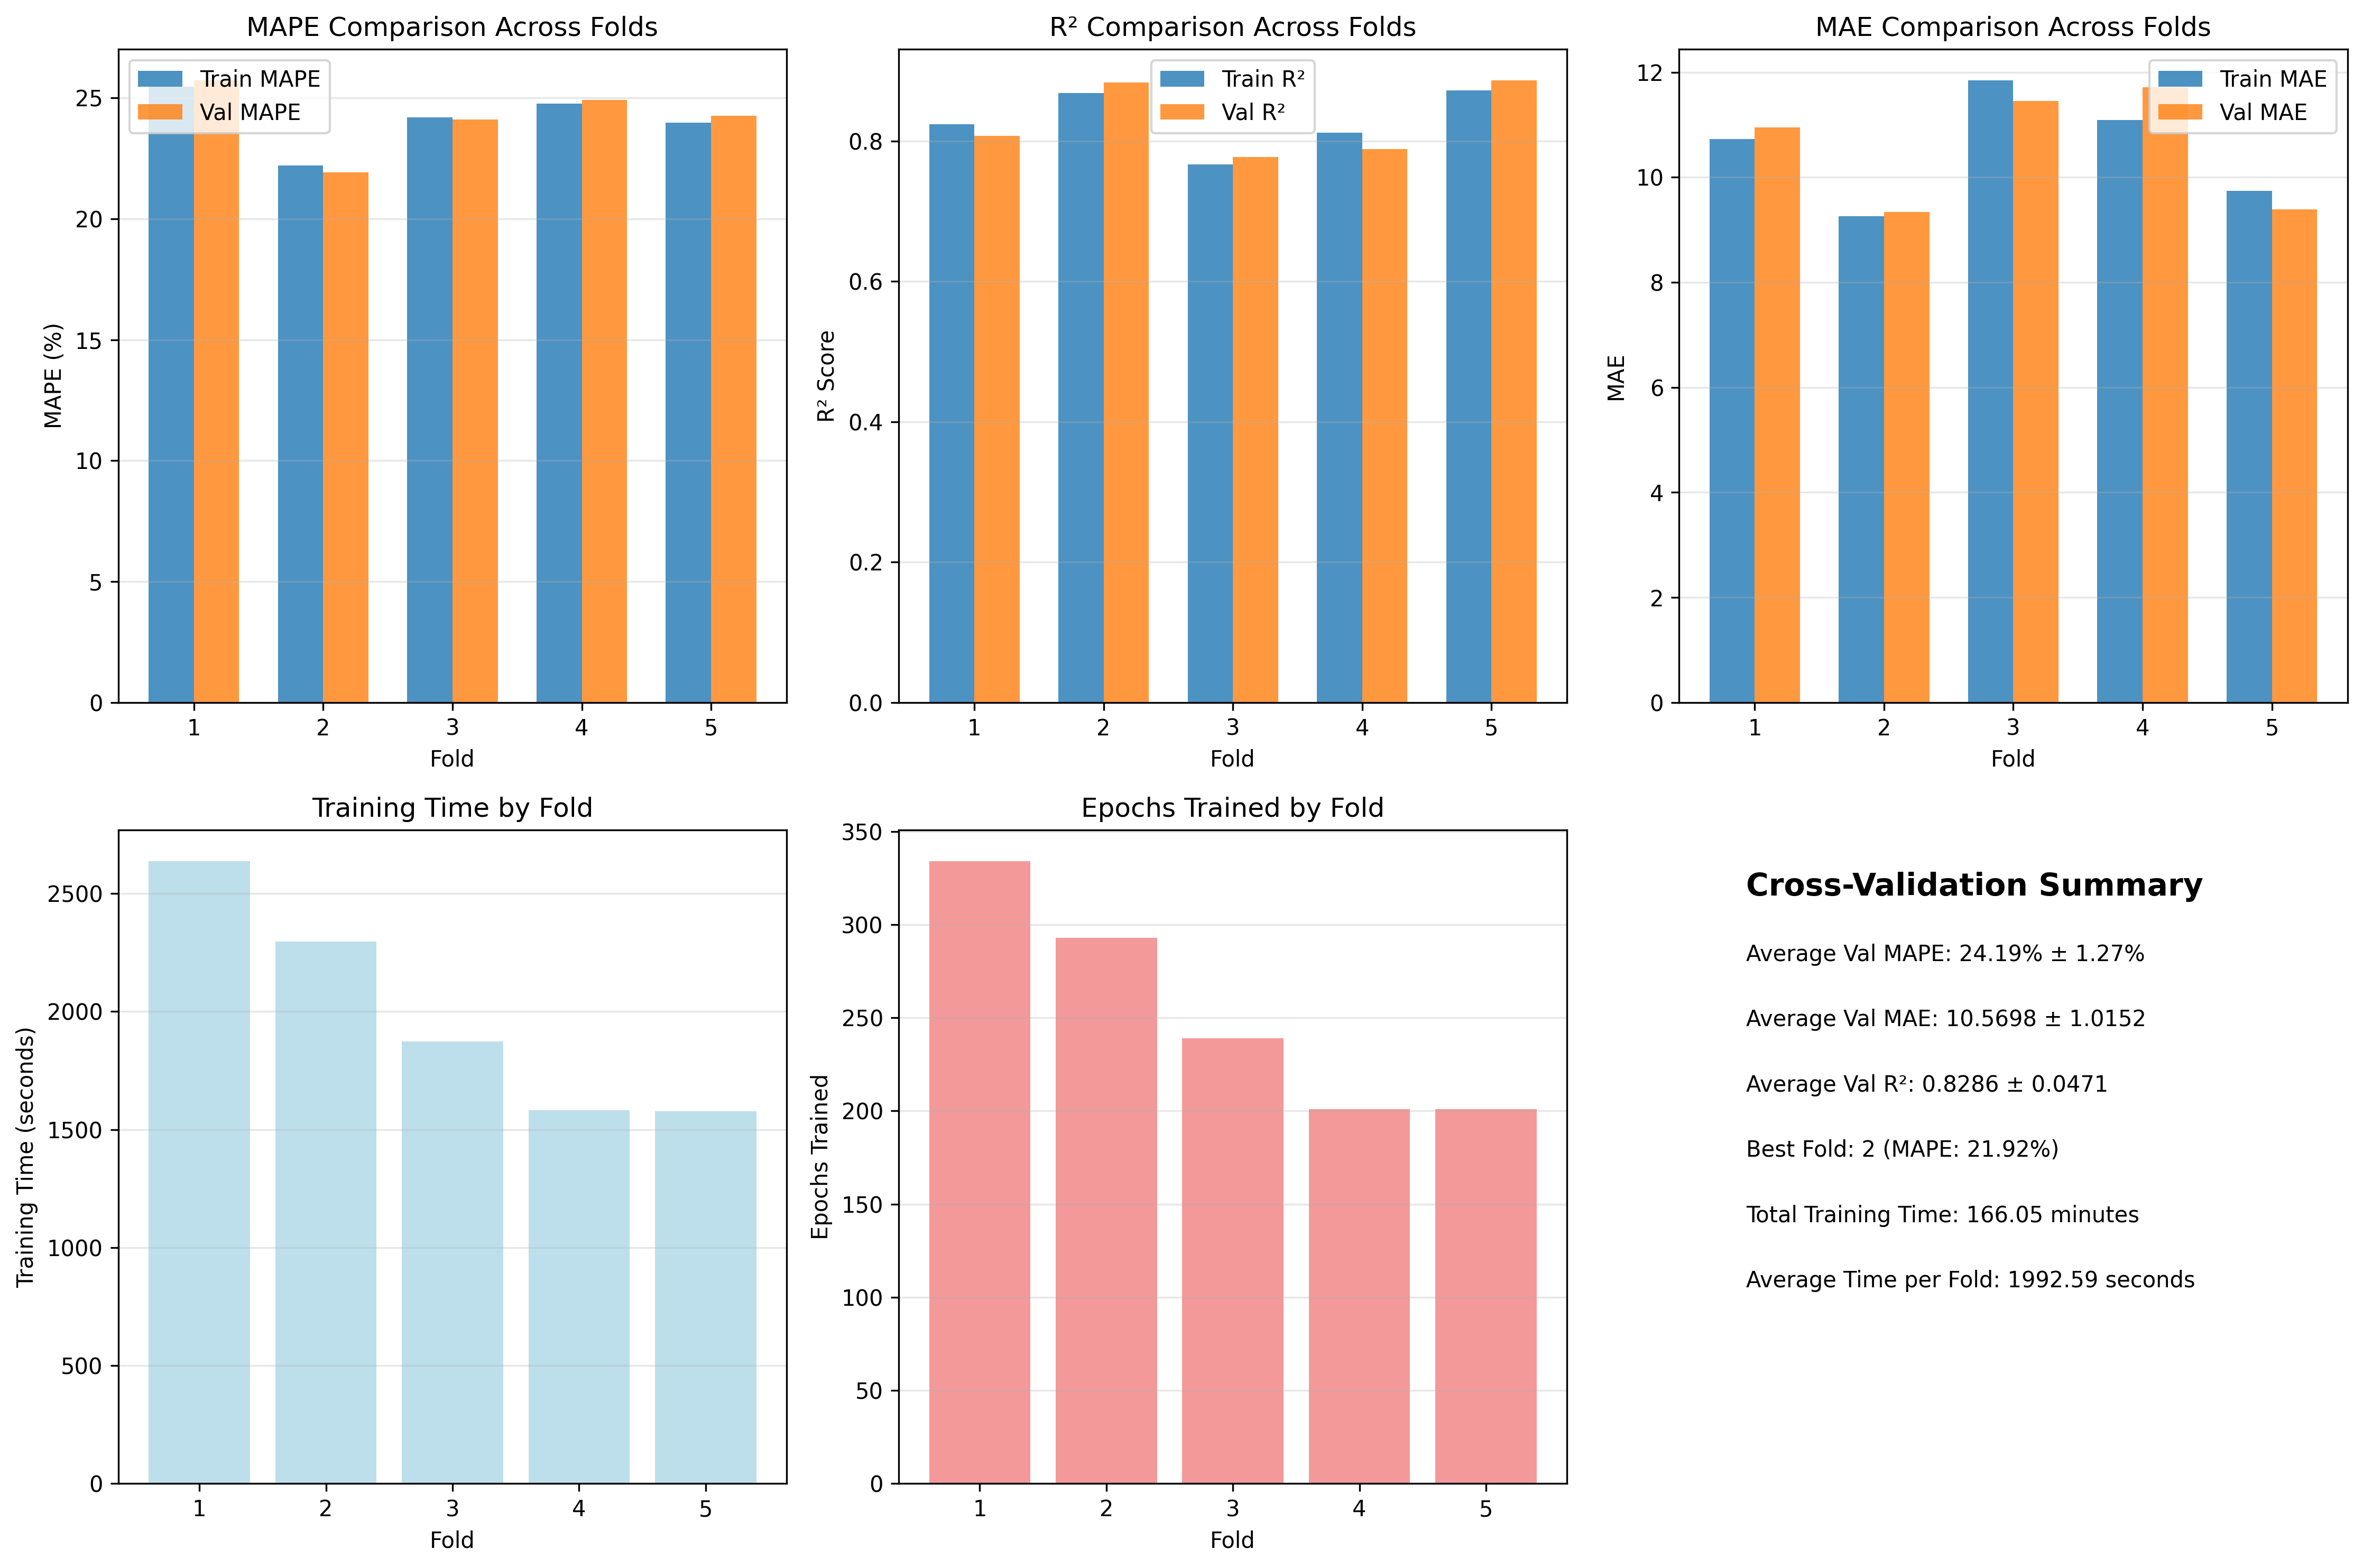 MAPE Comparison Across Folds
Train MAPE
Val MAPE
MAPE (%)
25
20
15
10
5
0
1 2 3 4 5
Fold
R² Comparison Across Folds
Train R²
Val R²
R² Score
0.8
0.6
0.4
0.2
0.0
1 2 3 4 5
Fold
MAE Comparison Across Folds
Train MAE
Val MAE
MAE
12
10
8
6
4
2
0
1 2 3 4 5
Fold
Training Time by Fold
Training Time (seconds)
2500
2000
1500
1000
500
0
1 2 3 4 5
Fold
Epochs Trained by Fold
Epochs Trained
350
300
250
200
150
100
50
0
1 2 3 4 5
Fold
Cross-Validation Summary
Average Val MAPE: 24.19% ± 1.27%
Average Val MAE: 10.5698 ± 1.0152
Average Val R²: 0.8286 ± 0.0471
Best Fold: 2 (MAPE: 21.92%)
Total Training Time: 166.05 minutes
Average Time per Fold: 1992.59 seconds